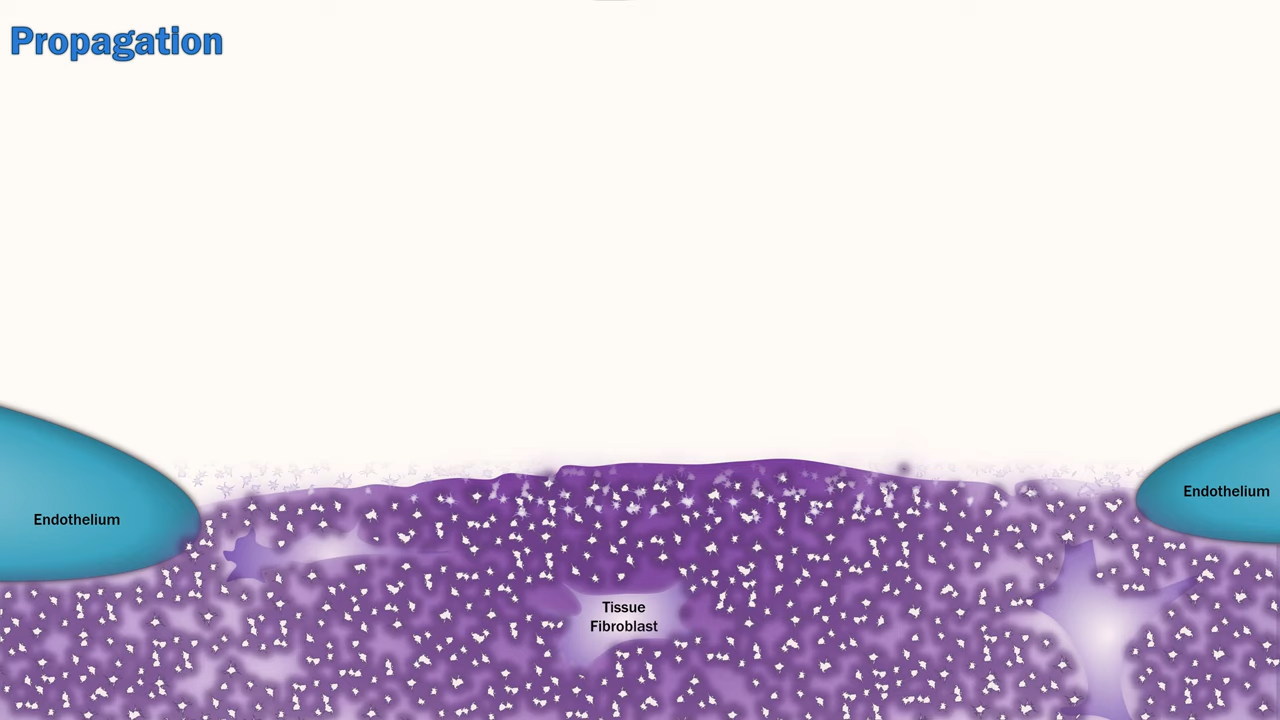 Propagation
Endothelium
Endothelium
Tissue
Fibroblast